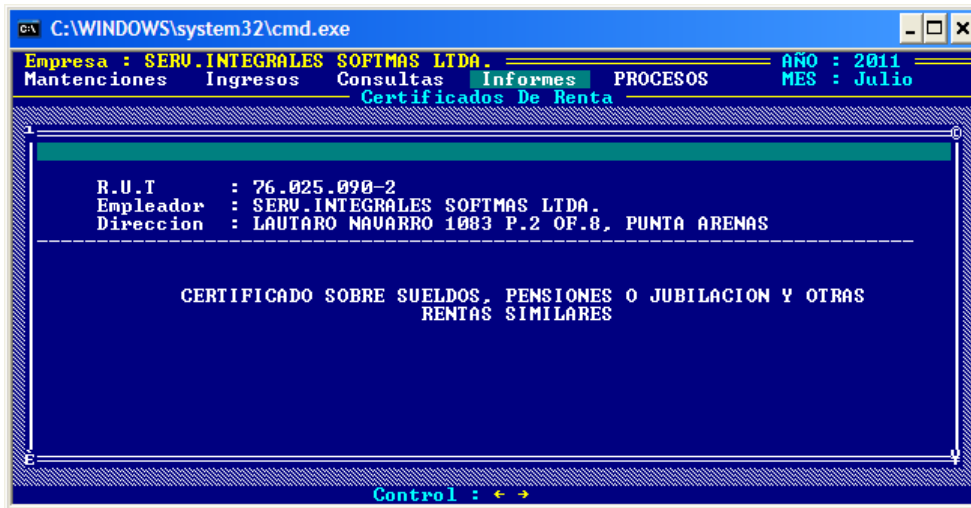 C:\WINDOWS\system32\cmd.exe
Empresa : SERV.INTEGRALES SOFTMAS LTDA. AÑO : 2011
Mantenciones Ingresos Consultas Informes PROCESOS MES : Julio
Certificados De Renta
R.U.T : 76.025.090-2
Empleador : SERV.INTEGRALES SOFTMAS LTDA.
Direccion : LAUTARO NAVARRO 1083 P.2 OF.8, PUNTA ARENAS
CERTIFICADO SOBRE SUELDOS, PENSIONES O JUBILACION Y OTRAS
RENTAS SIMILARES
Control : ← →